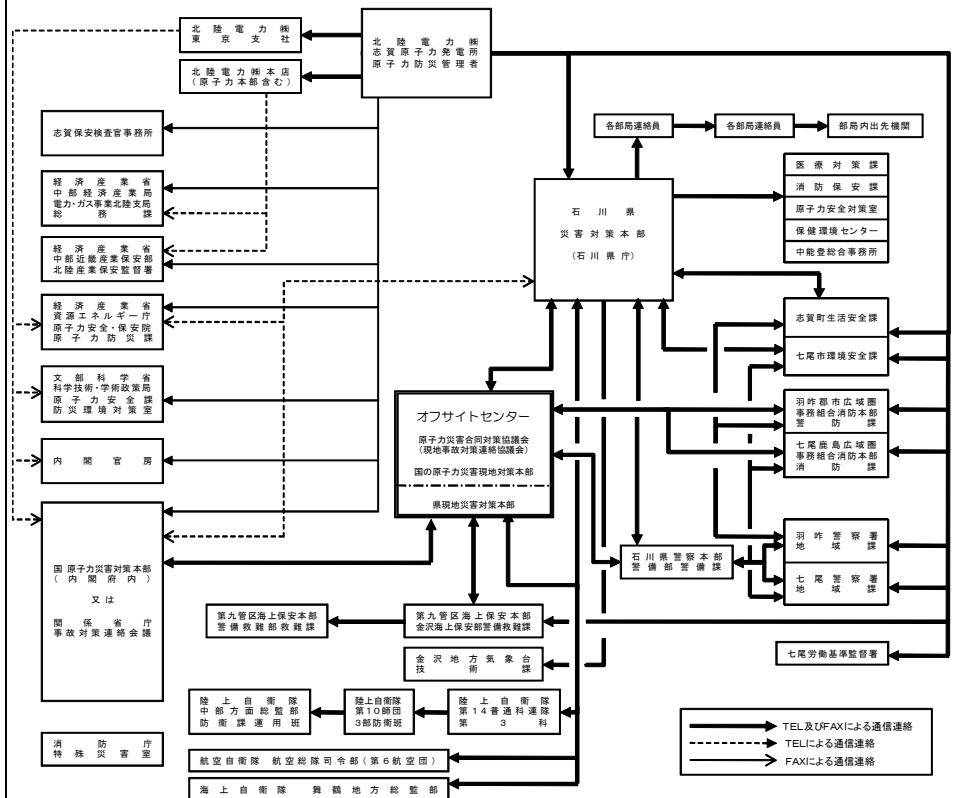 北陸電力㈱
東京支社
北陸電力㈱本店
(原子力本部含む)
北陸電力㈱
志賀原子力発電所
原子力防災管理者
志賀保安検査官事務所
経済産業省
中部経済産業局
電力・ガス事業北陸支局
総務課
経済産業省
中部近畿産業保安部
北陸産業保安監督署
経済産業省
資源エネルギー庁
原子力安全・保安院
原子力防災課
文部科学省
科学技術・学術政策局
原子力安全課
防災環境対策室
内閣官房
国 原子力災害対策本部
(内閣府内)
又は
関係省庁
事故対策連絡会議
消防庁
特殊災害室
各部局連絡員
各部局連絡員
部局内出先機関
石川県
災害対策本部
(石川県庁)
医療対策課
消防保安課
原子力安全対策室
保健環境センター
中能登総合事務所
志賀町生活安全課
七尾市環境安全課
オフサイトセンター
原子力災害合同対策協議会
(現地事故対策連絡協議会)
国の原子力災害現地対策本部
県現地災害対策本部
羽咋郡市広域圏
事務組合消防本部
警防課
七尾鹿島広域圏
事務組合消防本部
消防課
石川県警察本部
警備部警備課
羽咋警察署
地域課
七尾警察署
地域課
第九管区海上保安本部
警備救難部救難課
第九管区海上保安本部
金沢海上保安部警備救難課
金沢地方気象台
技術課
七尾労働基準監督署
陸上自衛隊
中部方面総監部
防衛課運用班
陸上自衛隊
第10師団
3部防衛班
陸上自衛隊
第14普通科連隊
第3科
航空自衛隊 航空総隊司令部(第6航空団)
海上自衛隊 舞鶴地方総監部
TEL及びFAXによる通信連絡
TELによる通信連絡
FAXによる通信連絡